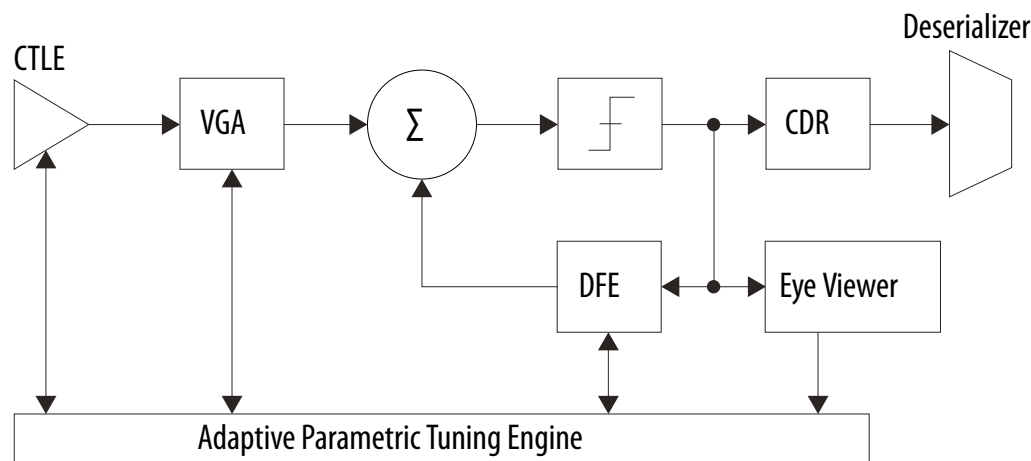 Deserializer
CTLE
VGA
Σ
CDR
DFE
Eye Viewer
Adaptive Parametric Tuning Engine